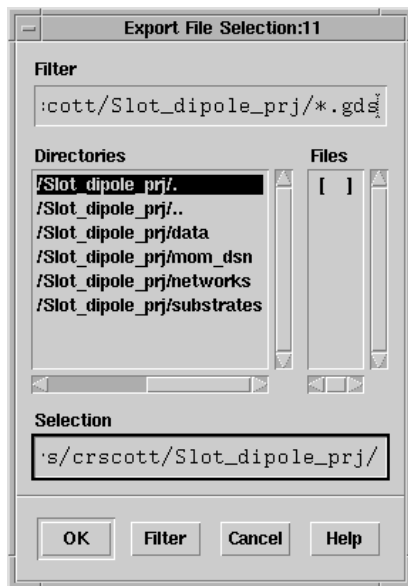 Export File Selection:11
Filter
:cott/Slot_dipole_prj/*.gds
Directories
Files
/Slot_dipole_prj/.
[ ]
/Slot_dipole_prj/..
/Slot_dipole_prj/data
/Slot_dipole_prj/mom_dsn
/Slot_dipole_prj/networks
/Slot_dipole_prj/substrates
Selection
s/crscott/Slot_dipole_prj/
OK
Filter
Cancel
Help